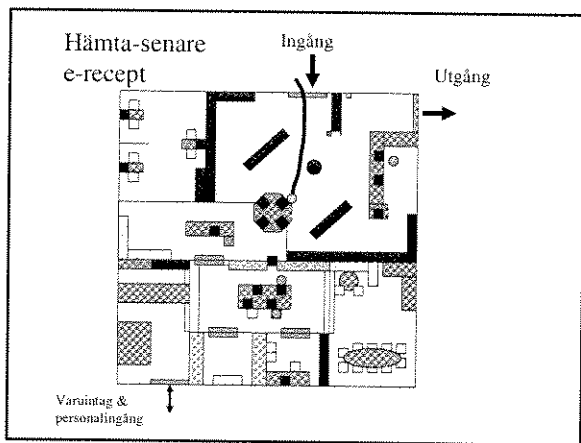 Hämta-senare
e-recept
Ingång
Utgång
Varuintag &
personalingång